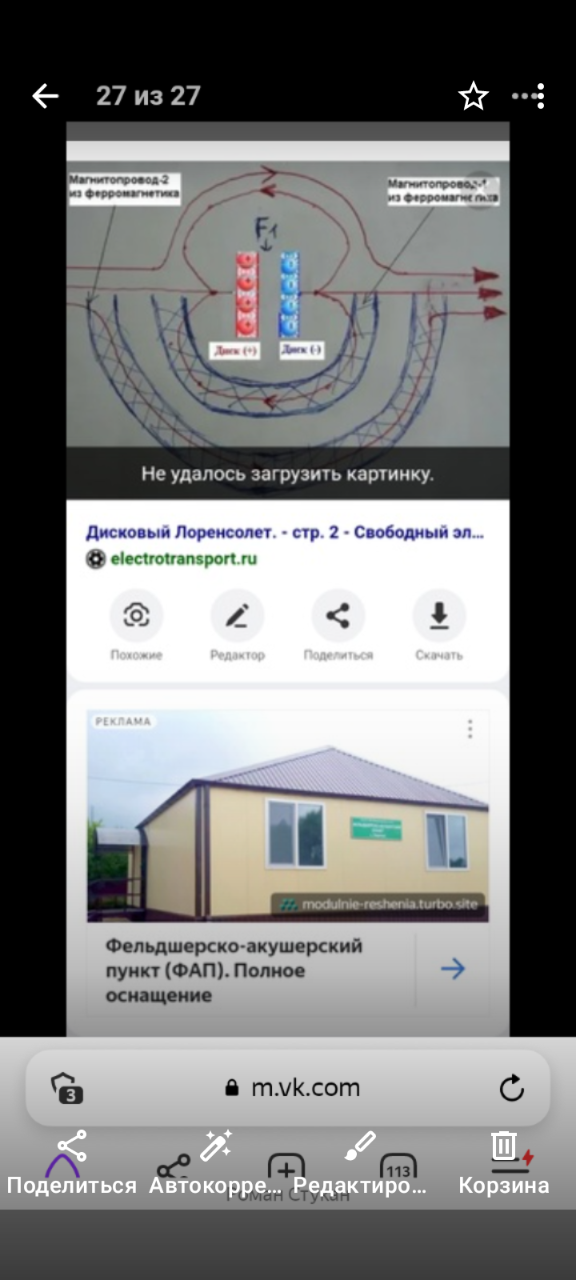 27 из 27
Магнитопровод-2
из ферромагнетика
Магнитопровод-1
из ферромагнетика
F1
Диск (+)
Диск (-)
Не удалось загрузить картинку.
Дисковый Лоренсолет. - стр. 2 - Свободный эл...
electrotransport.ru
Похожие
Редактор
Поделиться
Скачать
РЕКЛАМА
modulnie-reshenia.turbo.site
Фельдшерско-акушерский
пункт (ФАП). Полное
оснащение
3
m.vk.com
113
Поделиться
Автокорре...
Редактиро...
Корзина
Роман Стукан